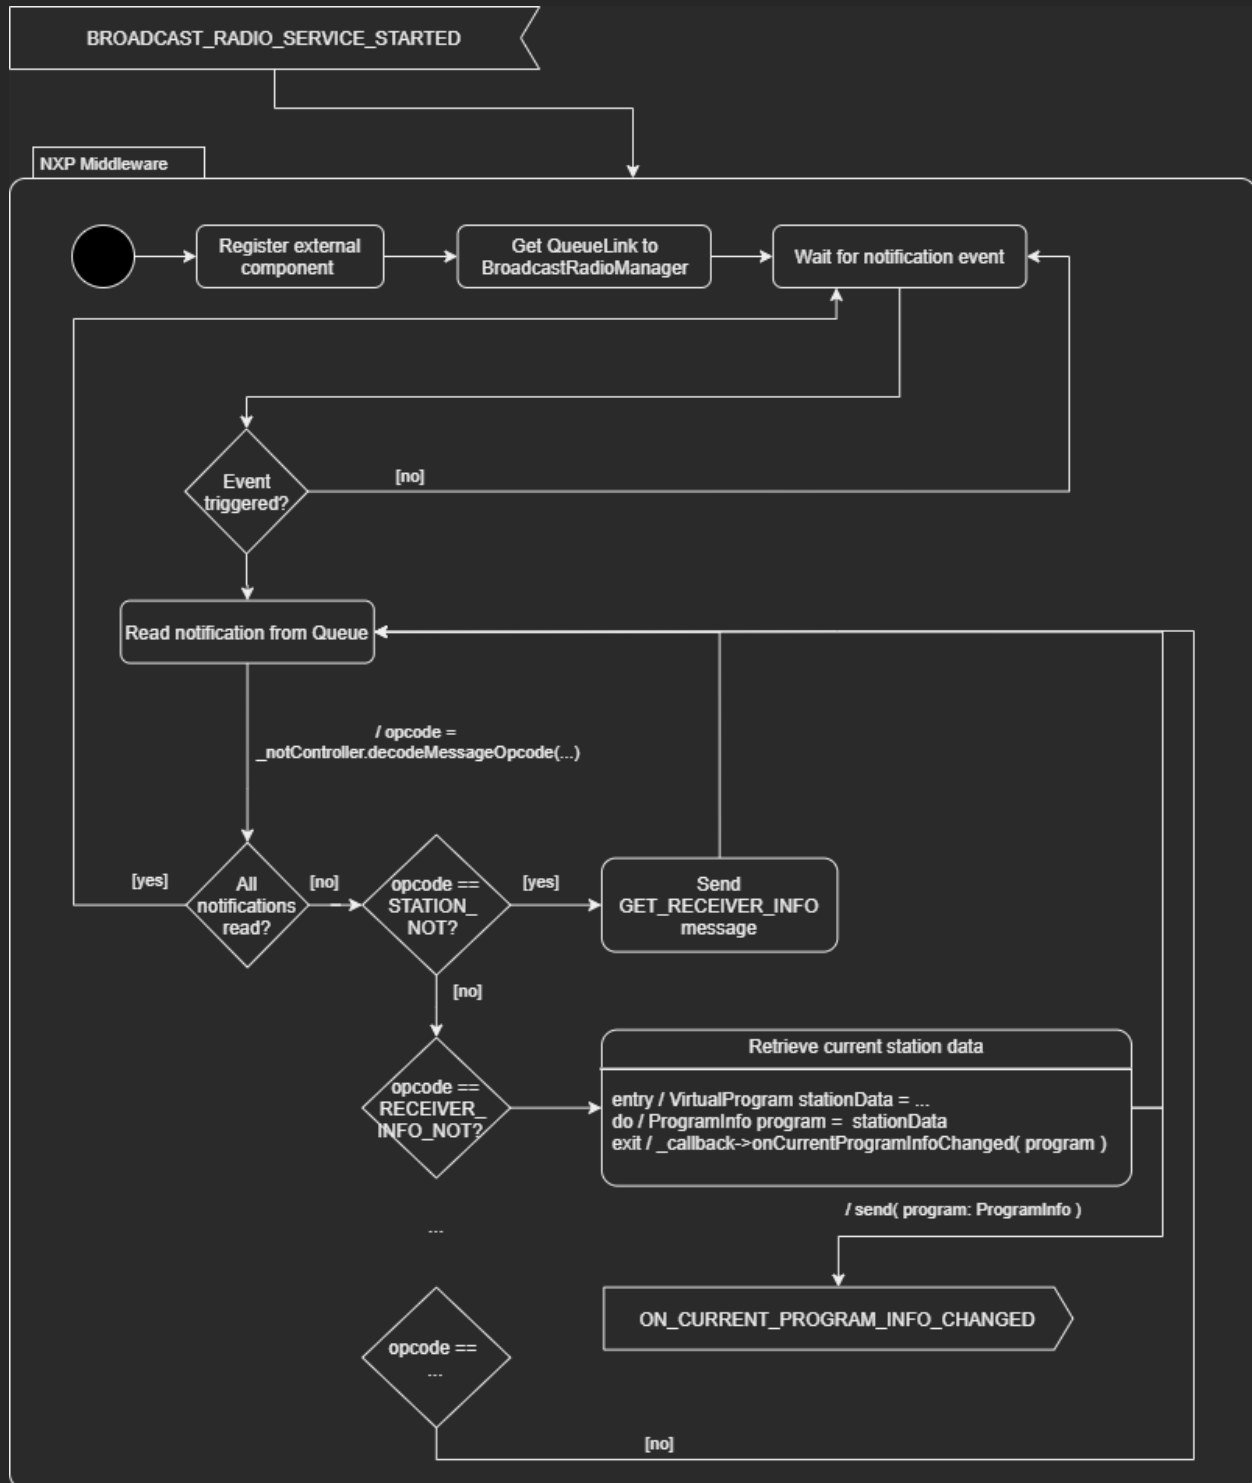 BROADCAST_RADIO_SERVICE_STARTED
NXP Middleware
Register external
component
Get QueueLink to
BroadcastRadioManager
Wait for notification event
Event
triggered?
[no]
Read notification from Queue
/ opcode =
_notController.decodeMessageOpcode(...)
[yes]
All
notifications
read?
[no]
opcode ==
STATION_
NOT?
[yes]
Send
GET_RECEIVER_INFO
message
[no]
opcode ==
RECEIVER_
INFO_NOT?
Retrieve current station data
entry / VirtualProgram stationData = ...
do / ProgramInfo program =  stationData
exit / _callback->onCurrentProgramInfoChanged( program )
/ send( program: ProgramInfo )
...
ON_CURRENT_PROGRAM_INFO_CHANGED
opcode ==
...
[no]